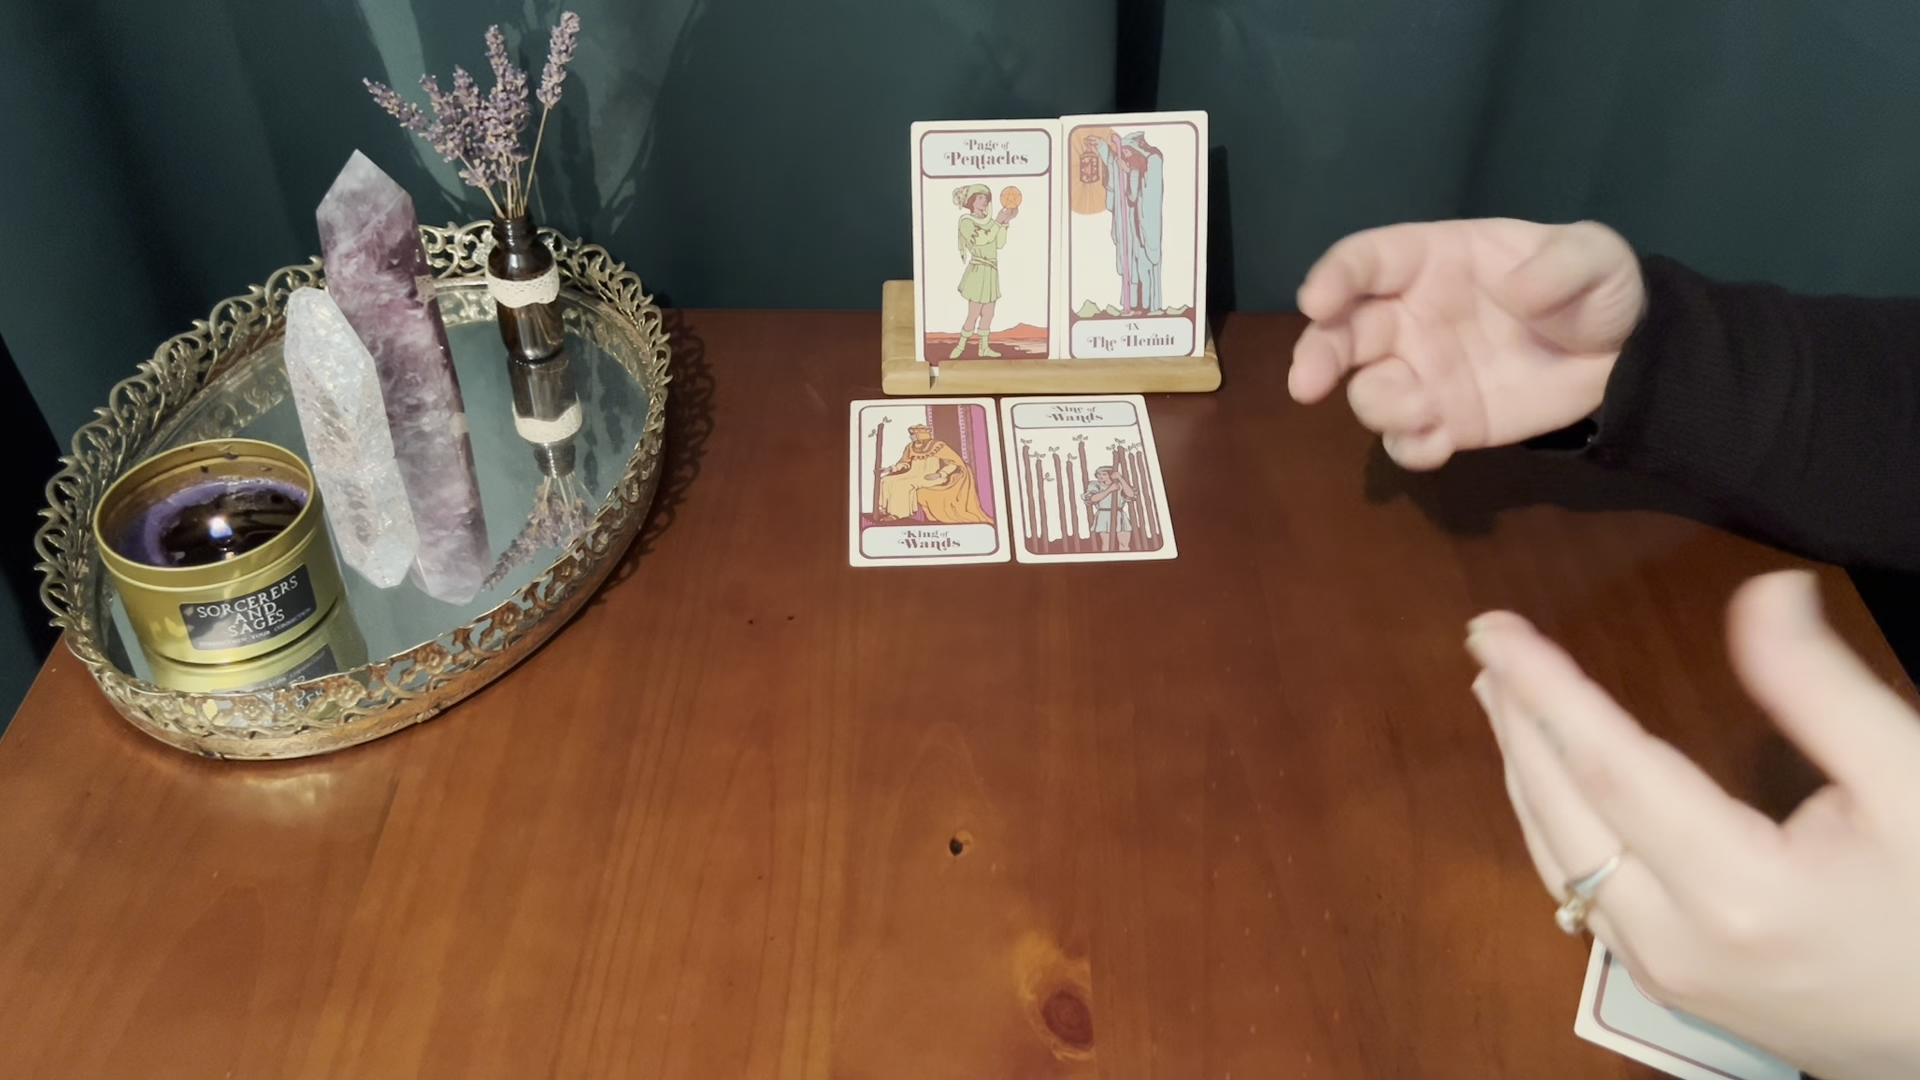 Page of
Pentacles
IX
The Hermit
King of
Wands
Nine of
Wands
SORCERERS
AND
SAGES